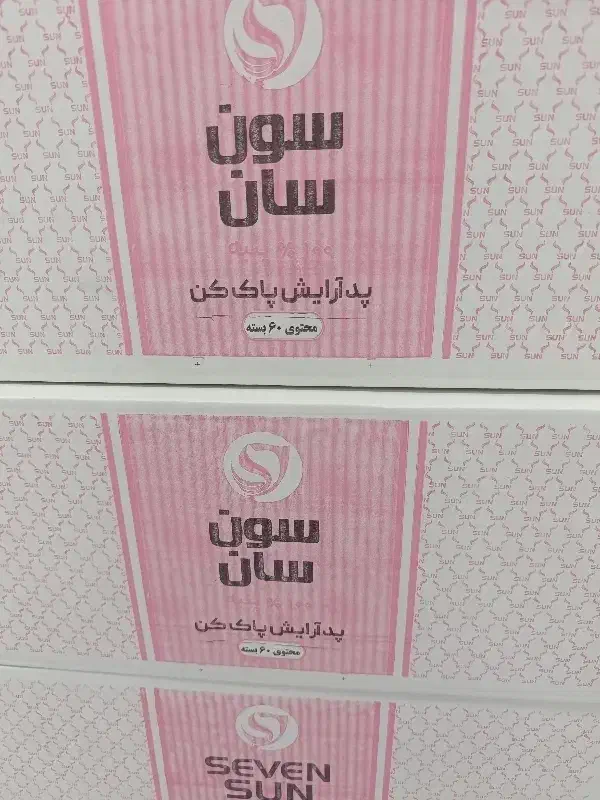 سون
سان
پد آرایش پاک کن
محتوی ۶۰ بسته
سون
سان
پد آرایش پاک کن
محتوی ۶۰ بسته
SEVEN
SUN